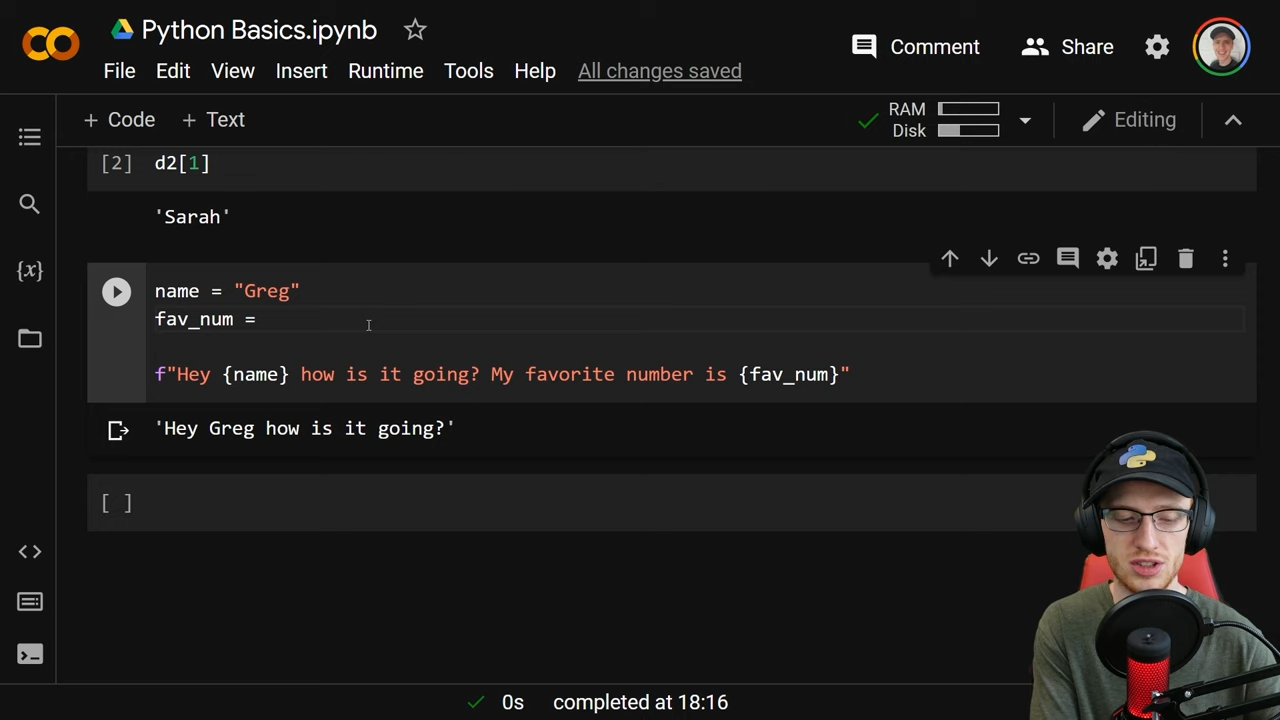 Python Basics.ipynb
Comment
Share
File Edit View Insert Runtime Tools Help All changes saved
+ Code + Text
RAM
Disk
Editing
[2] d2[1]
'Sarah'
{x}
name = "Greg"
fav_num =
f"Hey {name} how is it going? My favorite number is {fav_num}"
'Hey Greg how is it going?'
[ ]
0s completed at 18:16